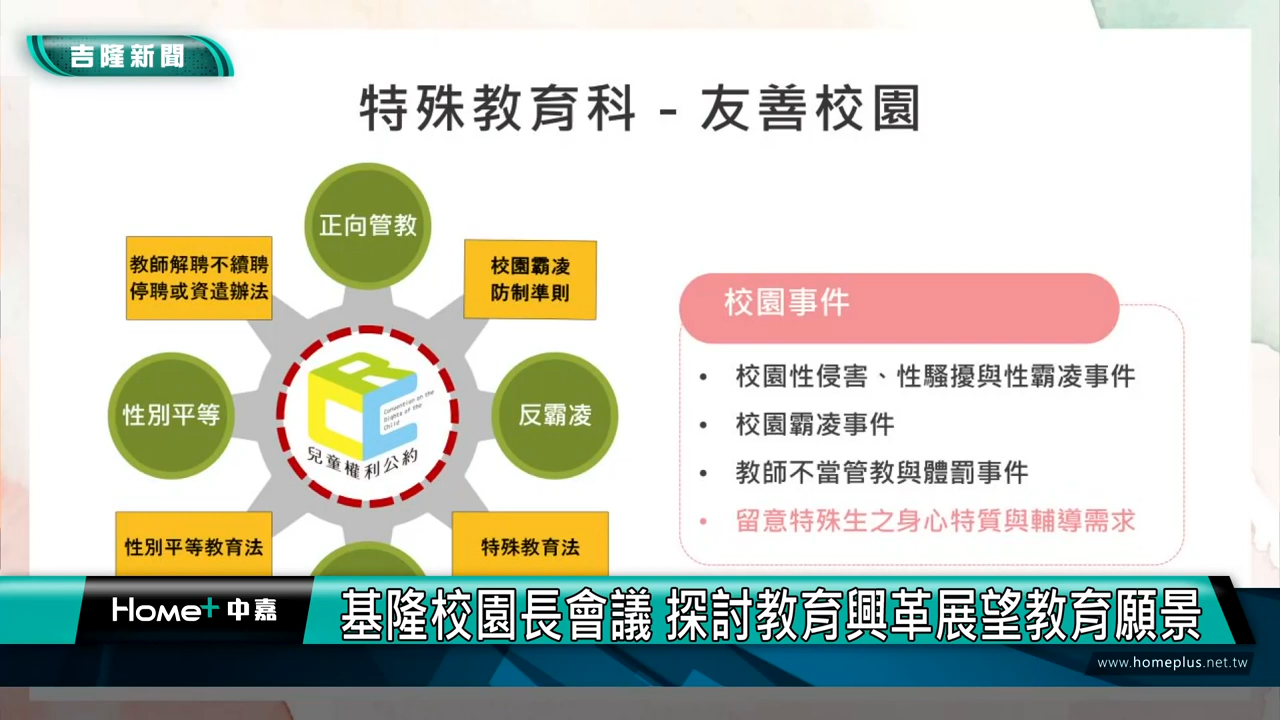 吉隆新聞
特殊教育科 - 友善校園
正向管教
教師解聘不續聘
停聘或資遣辦法
校園霸凌
防制準則
校園事件
• 校園性侵害、性騷擾與性霸凌事件
性別平等
Convention on the
Rights of the
Child
兒童權利公約
反霸凌
• 校園霸凌事件
• 教師不當管教與體罰事件
• 留意特殊生之身心特質與輔導需求
性別平等教育法
特殊教育法
Home+中嘉
基隆校園長會議 探討教育興革展望教育願景
www.homeplus.net.tw